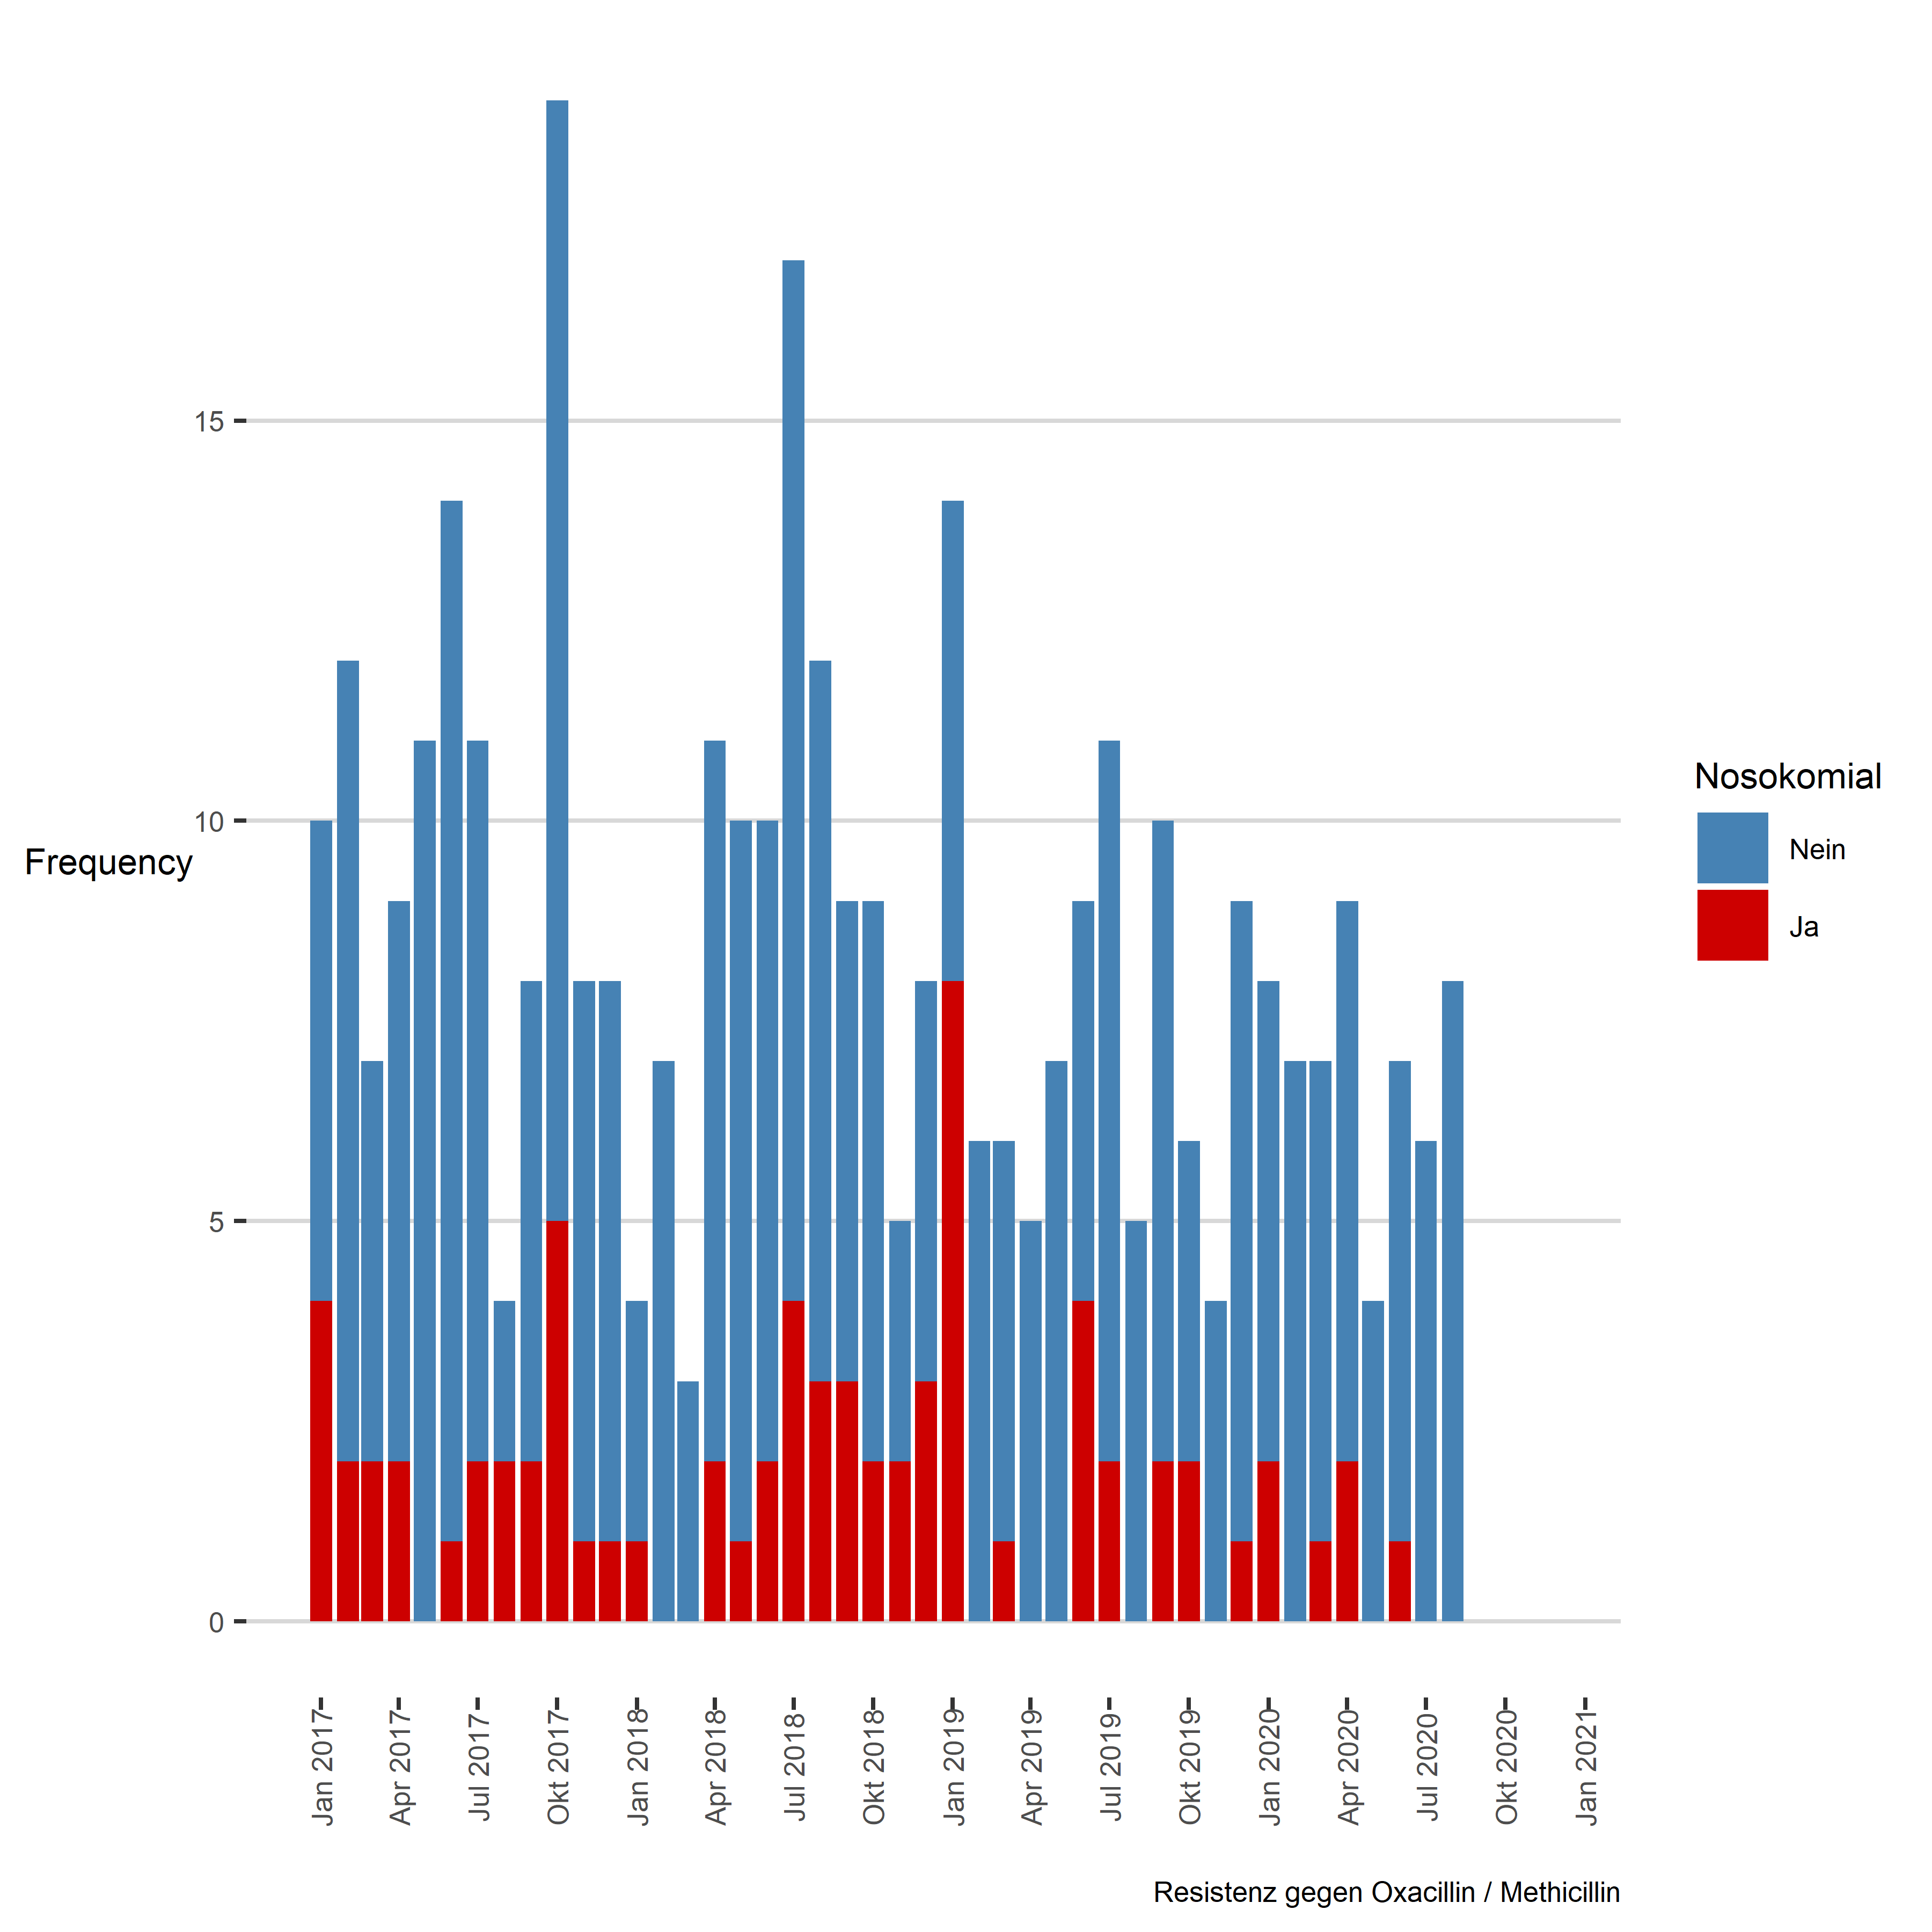 15
10
5
0
Frequency
Nosokomial
Nein
Ja
Jan 2017
Apr 2017
Jul 2017
Okt 2017
Jan 2018
Apr 2018
Jul 2018
Okt 2018
Jan 2019
Apr 2019
Jul 2019
Okt 2019
Jan 2020
Apr 2020
Jul 2020
Okt 2020
Jan 2021
Resistenz gegen Oxacillin / Methicillin